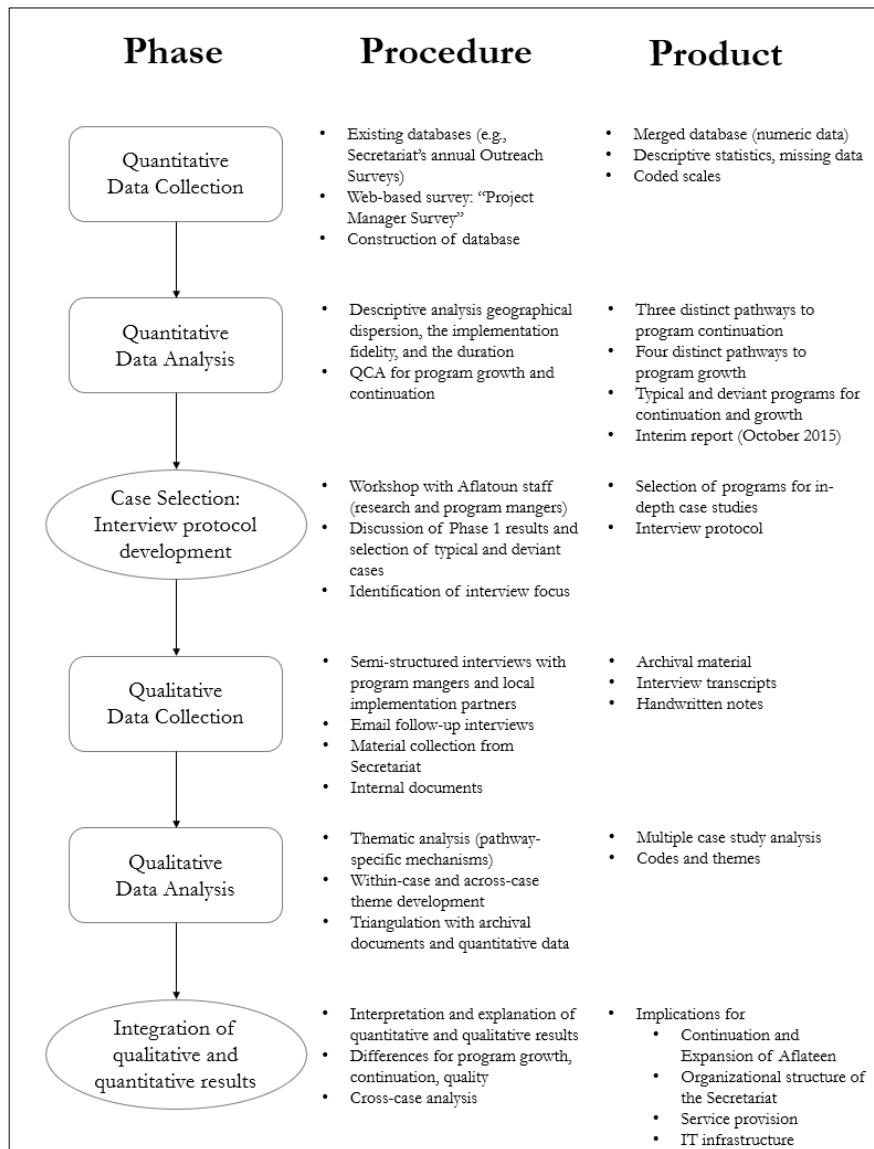 Phase
Procedure
Product
Quantitative
Data Collection
• Existing databases (e.g.,
Secretariat's annual Outreach
Surveys)
• Web-based survey: "Project
Manager Survey"
• Construction of database
• Merged database (numeric data)
• Descriptive statistics, missing data
• Coded scales
Quantitative
Data Analysis
• Descriptive analysis geographical
dispersion, the implementation
fidelity, and the duration
• QCA for program growth and
continuation
• Three distinct pathways to
program continuation
• Four distinct pathways to
program growth
• Typical and deviant programs for
continuation and growth
• Interim report (October 2015)
Case Selection:
Interview protocol
development
• Workshop with Aflatoun staff
(research and program mangers)
• Discussion of Phase 1 results and
selection of typical and deviant
cases
• Identification of interview focus
• Selection of programs for in-
depth case studies
• Interview protocol
Qualitative
Data Collection
• Semi-structured interviews with
program mangers and local
implementation partners
• Email follow-up interviews
• Material collection from
Secretariat
• Internal documents
• Archival material
• Interview transcripts
• Handwritten notes
Qualitative
Data Analysis
• Thematic analysis (pathway-
specific mechanisms)
• Within-case and across-case
theme development
• Triangulation with archival
documents and quantitative data
• Multiple case study analysis
• Codes and themes
Integration of
qualitative and
quantitative results
• Interpretation and explanation of
quantitative and qualitative results
• Differences for program growth,
continuation, quality
• Cross-case analysis
• Implications for
• Continuation and
Expansion of Aflateen
• Organizational structure of
the Secretariat
• Service provision
• IT infrastructure